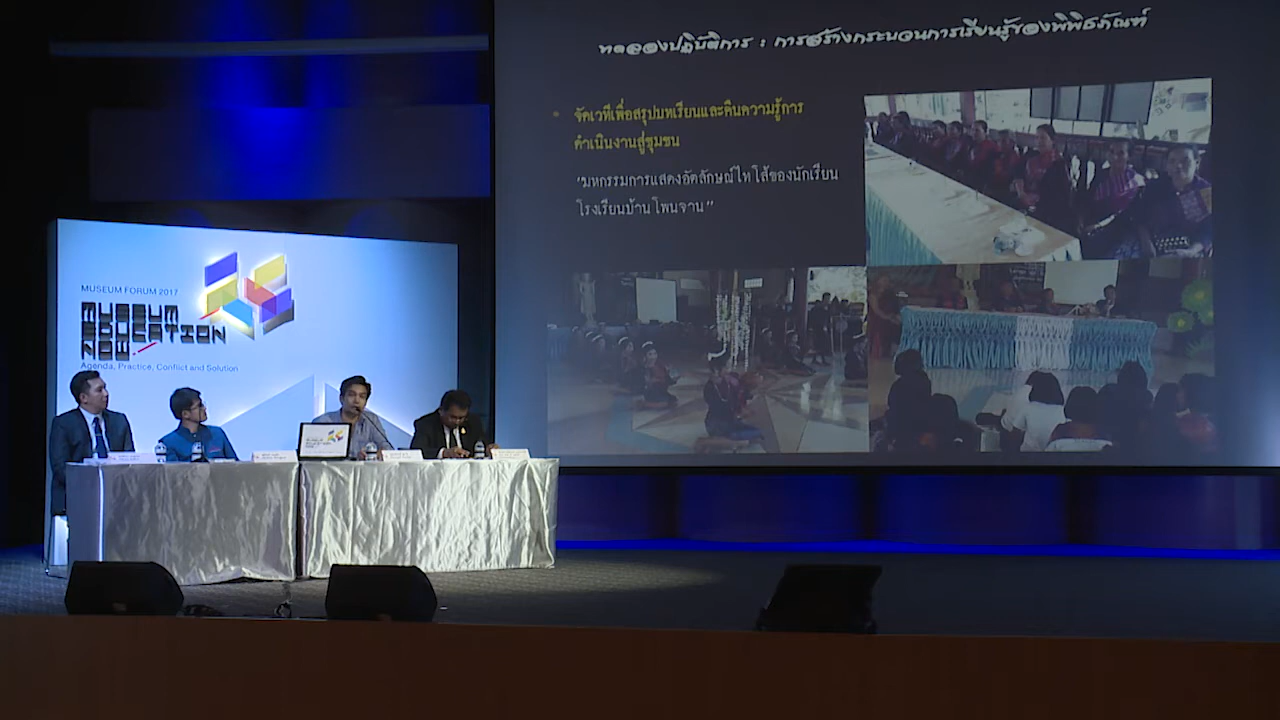 ทดลองปฏิบัติการ : การสร้างกระบวนการเรียนรู้ของพิพิธภัณฑ์
• จัดเวทีเพื่อสรุปบทเรียนและคืนความรู้การ
ดำเนินงานสู่ชุมชน
‘มหกรรมการแสดงอัตลักษณ์ไทโส้ของนักเรียน
โรงเรียนบ้านโพนจาน”
MUSEUM FORUM 2017
MUSEUM
EDUCATION
NOW!
Agenda, Practice, Conflict and Solution